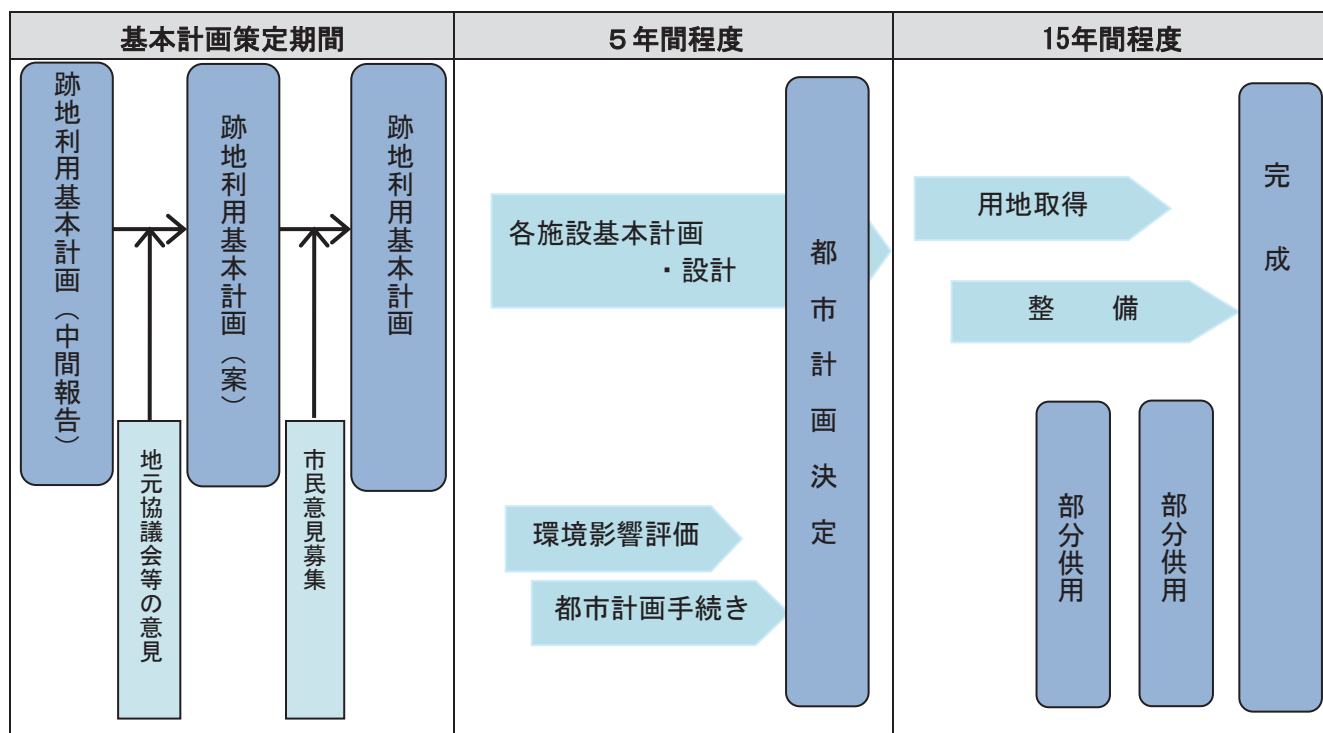 基本計画策定期間
５年間程度
15年間程度
跡地利用基本計画（中間報告）
地元協議会等の意見
跡地利用基本計画（案）
市民意見募集
跡地利用基本計画
各施設基本計画
・設計
環境影響評価
都市計画手続き
都市計画決定
用地取得
整　備
部分供用
部分供用
完成